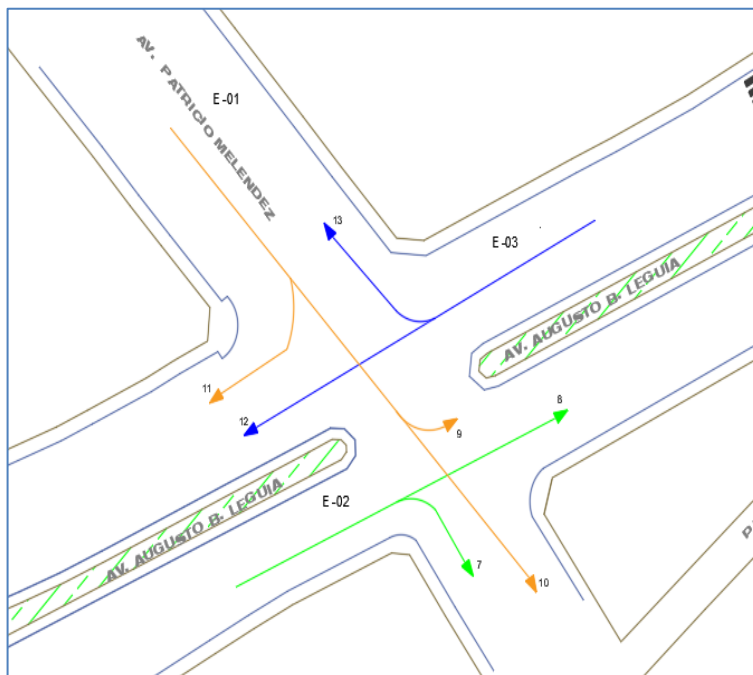 AV. PATRICIO MELENDEZ
E-01
13
E-03
AV. AUGUSTO B. LEGUIA
11
12
8
9
E-02
AV. AUGUSTO B. LEGUIA
7
10